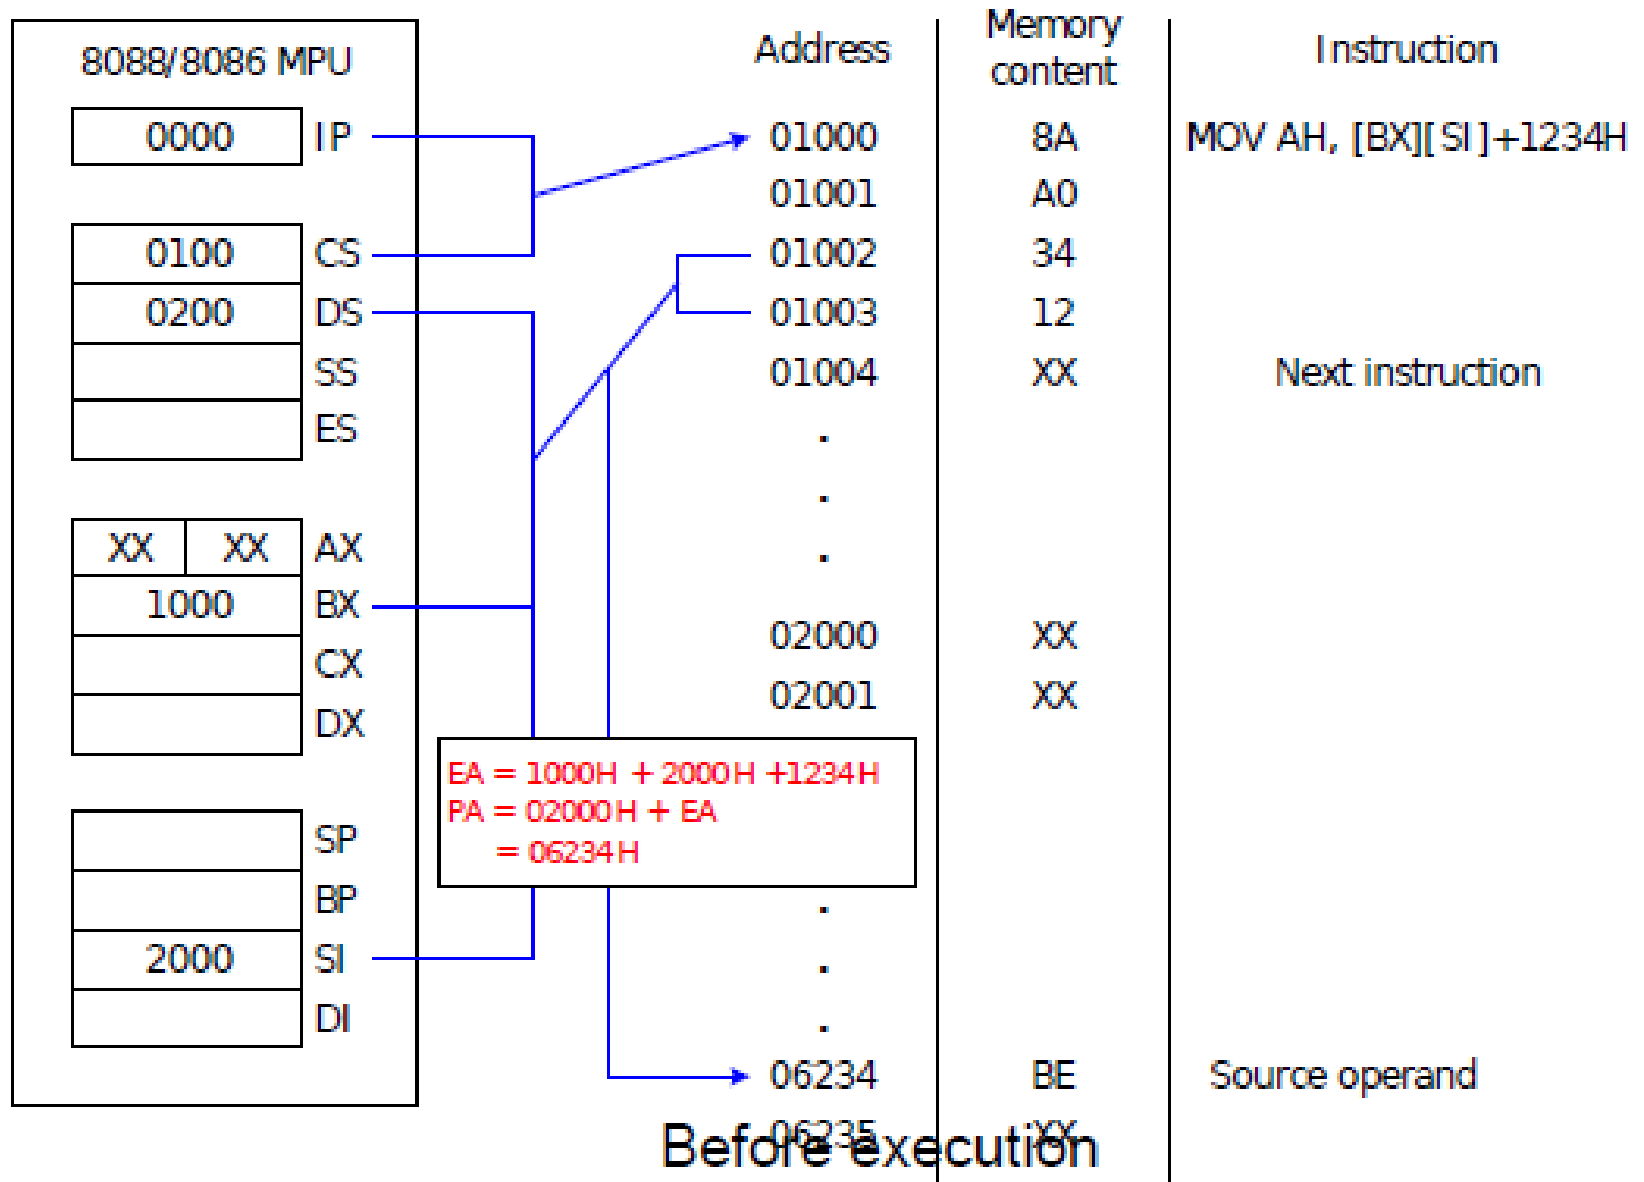 8088/8086 MPU
0000 IP
0100 CS
0200 DS
SS
ES
XX XX AX
1000 BX
CX
DX
SP
BP
2000 SI
DI
Address
Memory
content
Instruction
01000 8A MOV AH, [BX][SI]+1234H
01001 A0
01002 34
01003 12
01004 XX Next instruction
.
.
.
02000 XX
02001 XX
EA = 1000H + 2000H +1234H
PA = 02000H + EA
= 06234H
.
.
.
06234 BE Source operand
06235 XX
Before execution